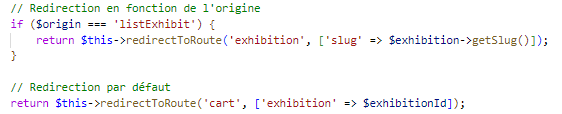 // Redirection en fonction de l'origine
if ($origin === 'listExhibit') {
    return $this->redirectToRoute('exhibition', ['slug' => $exhibition->getSlug()]);
}

// Redirection par défaut
return $this->redirectToRoute('cart', ['exhibition' => $exhibitionId]);